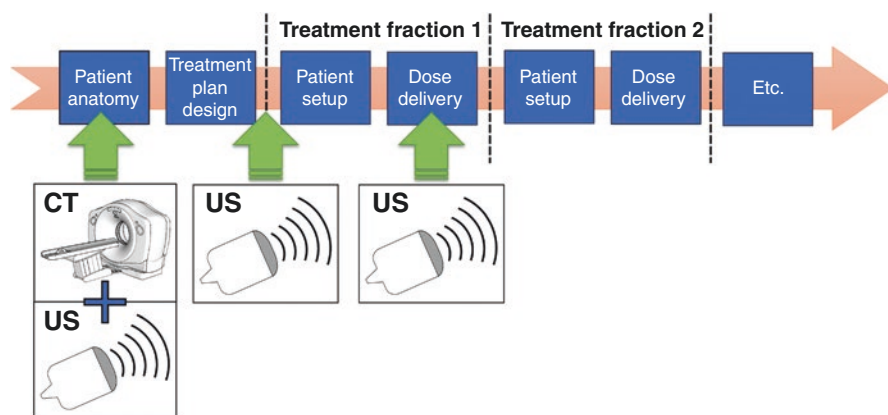 Treatment fraction 1
Treatment fraction 2
Patient
anatomy
Treatment
plan
design
Patient
setup
Dose
delivery
Patient
setup
Dose
delivery
Etc.
CT
US
US
US